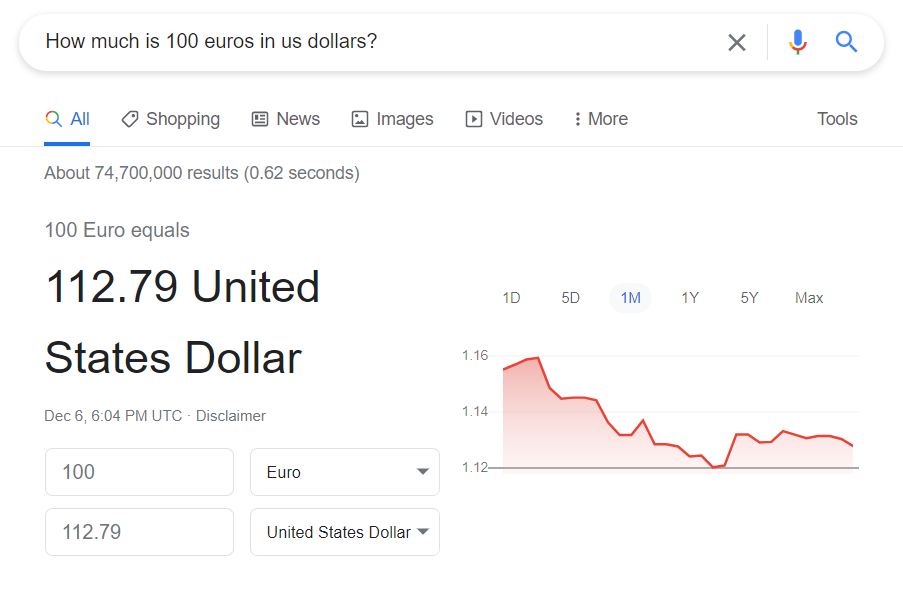 How much is 100 euros in us dollars?
All Shopping News Images Videos More Tools
About 74,700,000 results (0.62 seconds)
100 Euro equals
112.79 United
States Dollar
Dec 6, 6:04 PM UTC · Disclaimer
100 Euro
112.79 United States Dollar
1D 5D 1M 1Y 5Y Max
1.16
1.14
1.12